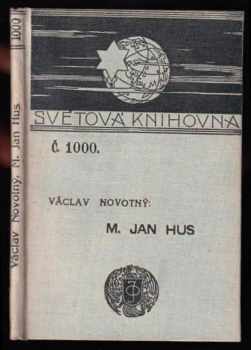 SVĚTOVÁ KNIHOVNA
Č. 1000.
VÁCLAV NOVOTNÝ:
M. JAN HUS
Václav Novotný, M. Jan Hus
1000